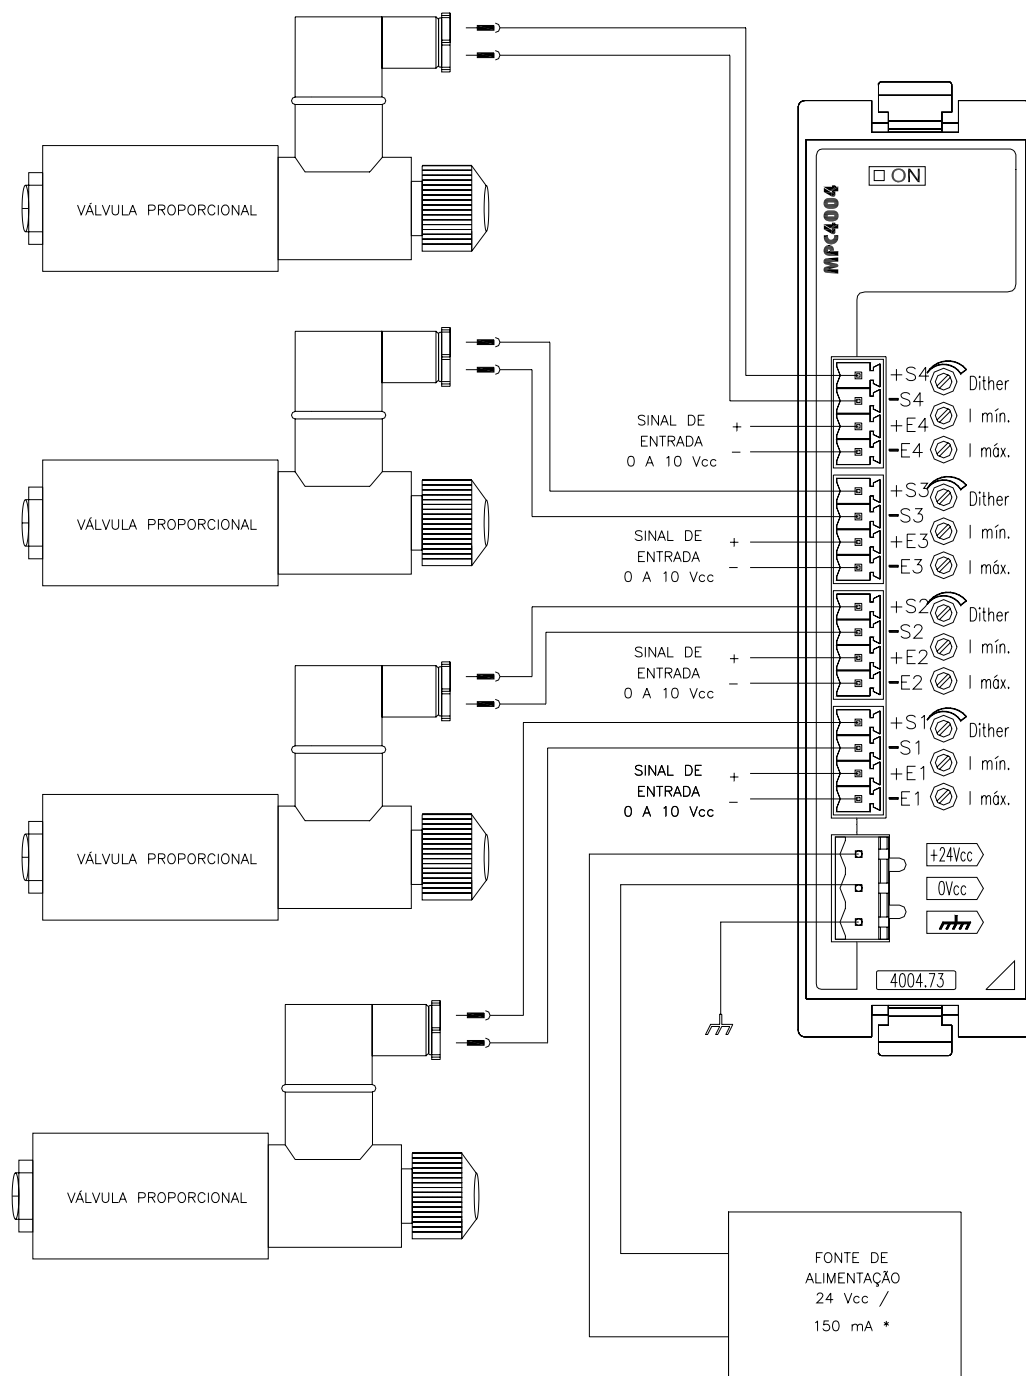 VÁLVULA PROPORCIONAL
ON
MPC4004
+S4
Dither
-S4
+E4
I mín.
-E4
I máx.
SINAL DE
ENTRADA
0 A 10 Vcc
+
-
VÁLVULA PROPORCIONAL
+S3
Dither
-S3
+E3
I mín.
-E3
I máx.
SINAL DE
ENTRADA
0 A 10 Vcc
+
-
+S2
Dither
-S2
+E2
I mín.
-E2
I máx.
SINAL DE
ENTRADA
0 A 10 Vcc
+
-
+S1
Dither
-S1
+E1
I mín.
-E1
I máx.
SINAL DE
ENTRADA
0 A 10 Vcc
+
-
VÁLVULA PROPORCIONAL
+24Vcc
0Vcc
4004.73
VÁLVULA PROPORCIONAL
FONTE DE
ALIMENTAÇÃO
24 Vcc /
150 mA *